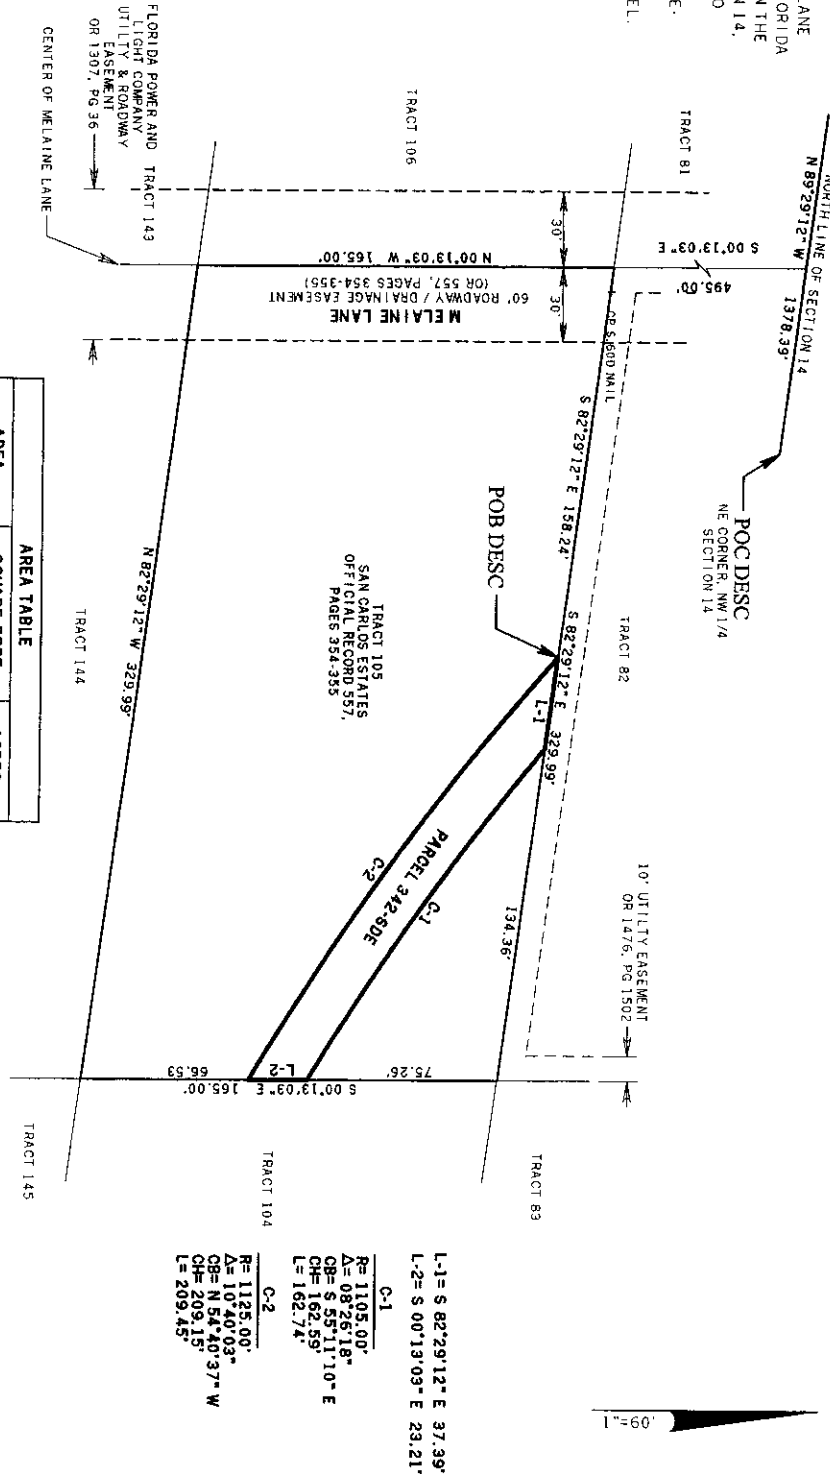 LANE
ORIDA
N THE
N 14,
O
E.
EL.
NORTH LINE OF SECTION 14
N 89°29'12" W 1378.39'
POC DESC
NE CORNER, NW 1/4
SECTION 14
S 00°13'03" E
495.00'
TRACT 81
TRACT 82
TRACT 83
10' UTILTY EASEMENT
OR 1476, PG 1502
30'
30'
S 82°29'12" E 158.24'
S 82°29'12" E 329.99'
L-1
134.36'
POB DESC
TRACT 106
N 00°13'03" W 165.00'
60' ROADWAY / DRAINAGE EASEMENT
(OR 557, PAGES 354-355)
MELAINE LANE
TRACT 105
SAN CARLOS ESTATES
OFFICIAL RECORD 557,
PAGES 354-355
PARCEL 342-SDE
C-1
C-2
75.26'
S 00°13'03" E 165.00'
L-2
66.53
TRACT 104
FLORIDA POWER AND
LIGHT COMPANY
UTILTY & ROADWAY
EASEMENT
OR 1307, PG 36
TRACT 143
CENTER OF MELAINE LANE
N 82°29'12" W 329.99'
TRACT 144
TRACT 145
AREA TABLE
L-1= S 82°29'12" E 37.39'
L-2= S 00°13'03" E 23.21'
C-1
R= 1105.00'
Δ= 08°26'18"
CB= S 55°11'10" E
CH= 162.59'
L= 162.74'
C-2
R= 1125.00'
Δ= 10°40'03"
CB= N 54°40'37" W
CH= 209.15'
L= 209.45'
1"=60'